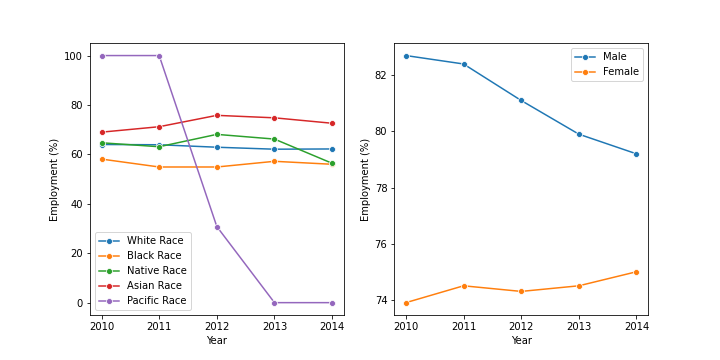 Employment (%)
100
80
60
40
20
0
White Race
Black Race
Native Race
Asian Race
Pacific Race
2010 2011 2012 2013 2014
Year
Employment (%)
82
80
78
76
74
Male
Female
2010 2011 2012 2013 2014
Year